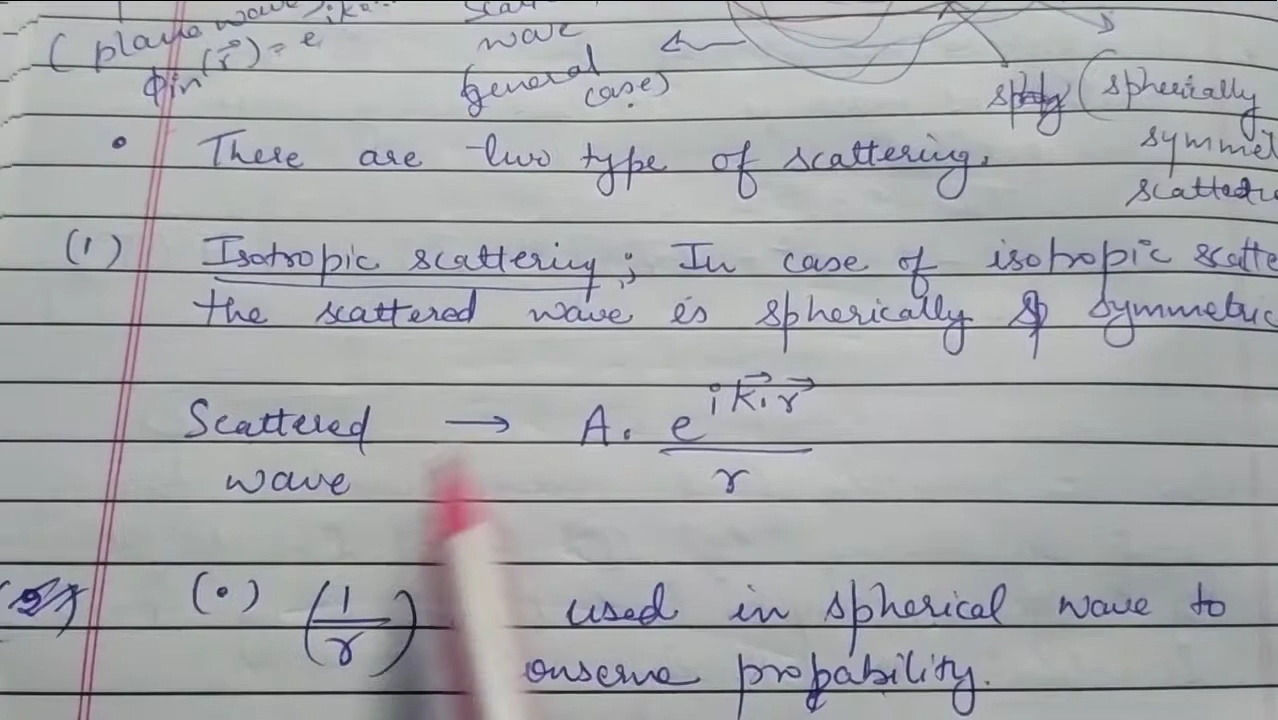 (plane wave
ϕin(r⃗) = e
wave
general
case)
(spherically
symmet
scatter
• There are two type of scattering.
(1) Isotropic scattering; In case of isotropic scatte
the scattered wave is spherically symmetric
Scattered → A. e^{i k⃗.r⃗}
wave r
(•) (1/r) used in spherical wave to
onserve probability.